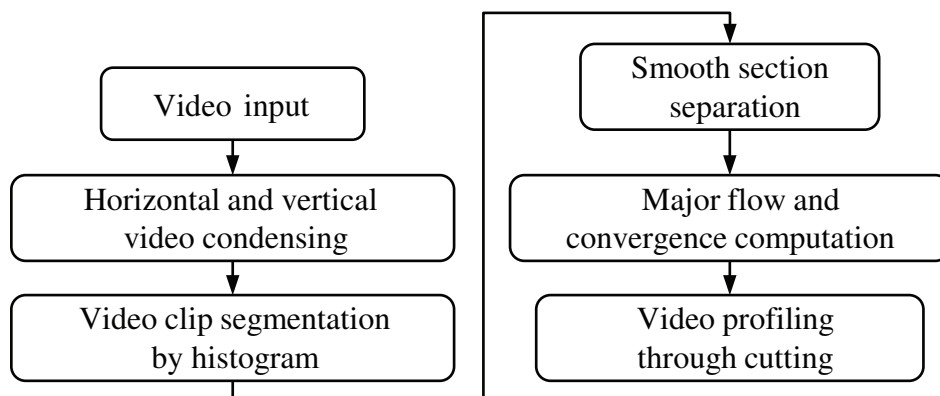 Video input
Horizontal and vertical
video condensing
Video clip segmentation
by histogram
Smooth section
separation
Major flow and
convergence computation
Video profiling
through cutting